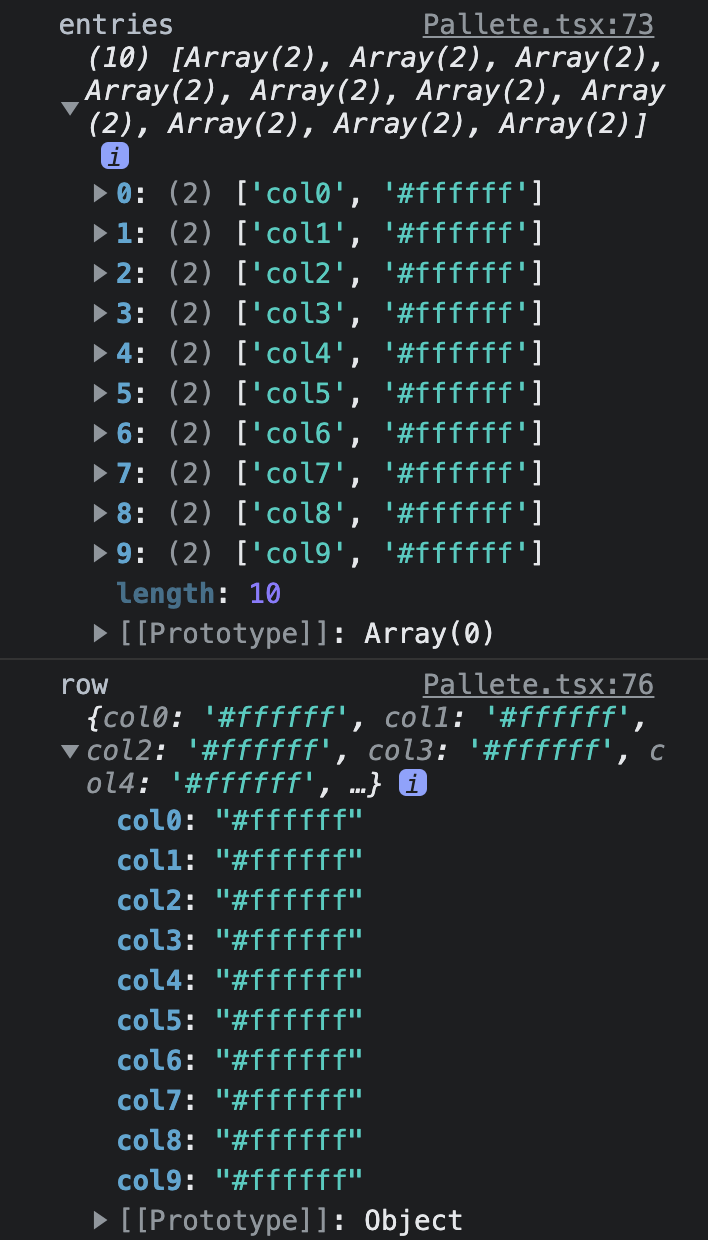 entries Pallete.tsx:73
(10) [Array(2), Array(2), Array(2),
Array(2), Array(2), Array(2), Array
(2), Array(2), Array(2), Array(2)]
i
0: (2) ['col0', '#ffffff']
1: (2) ['col1', '#ffffff']
2: (2) ['col2', '#ffffff']
3: (2) ['col3', '#ffffff']
4: (2) ['col4', '#ffffff']
5: (2) ['col5', '#ffffff']
6: (2) ['col6', '#ffffff']
7: (2) ['col7', '#ffffff']
8: (2) ['col8', '#ffffff']
9: (2) ['col9', '#ffffff']
length: 10
[[Prototype]]: Array(0)
row Pallete.tsx:76
{col0: '#ffffff', col1: '#ffffff',
col2: '#ffffff', col3: '#ffffff', c
ol4: '#ffffff', …} i
col0: "#ffffff"
col1: "#ffffff"
col2: "#ffffff"
col3: "#ffffff"
col4: "#ffffff"
col5: "#ffffff"
col6: "#ffffff"
col7: "#ffffff"
col8: "#ffffff"
col9: "#ffffff"
[[Prototype]]: Object